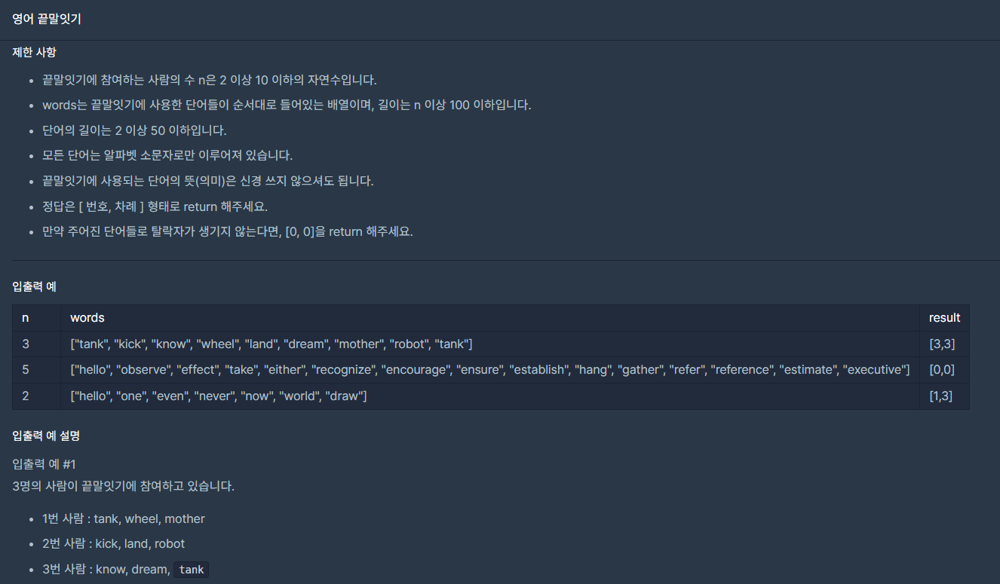 영어 끝말잇기
제한 사항
• 끝말잇기에 참여하는 사람의 수 n은 2 이상 10 이하의 자연수입니다.
• words는 끝말잇기에 사용한 단어들이 순서대로 들어있는 배열이며, 길이는 n 이상 100 이하입니다.
• 단어의 길이는 2 이상 50 이하입니다.
• 모든 단어는 알파벳 소문자로만 이루어져 있습니다.
• 끝말잇기에 사용되는 단어의 뜻(의미)은 신경 쓰지 않으셔도 됩니다.
• 정답은 [ 번호, 차례 ] 형태로 return 해주세요.
• 만약 주어진 단어들로 탈락자가 생기지 않는다면, [0, 0]을 return 해주세요.
입출력 예
n words result
3 ["tank", "kick", "know", "wheel", "land", "dream", "mother", "robot", "tank"] [3,3]
5 ["hello", "observe", "effect", "take", "either", "recognize", "encourage", "ensure", "establish", "hang", "gather", "refer", "reference", "estimate", "executive"] [0,0]
2 ["hello", "one", "even", "never", "now", "world", "draw"] [1,3]
입출력 예 설명
입출력 예 #1
3명의 사람이 끝말잇기에 참여하고 있습니다.
• 1번 사람 : tank, wheel, mother
• 2번 사람 : kick, land, robot
• 3번 사람 : know, dream, tank